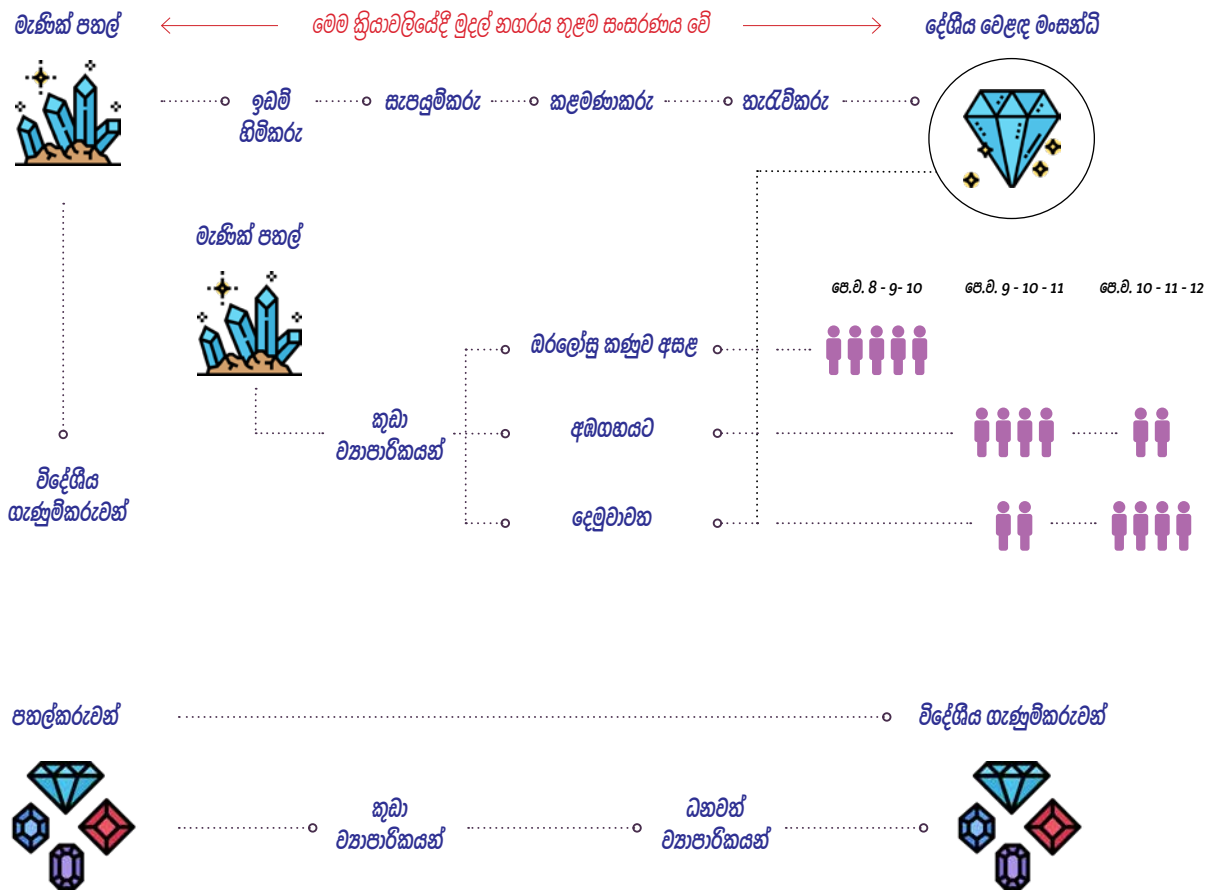 මැණික් පතල්
මෙම ක්‍රියාවලියේදී මුදල් නගරය තුළම සංසරණය වේ
දේශීය වෙළඳ මංසන්ධි
ඉඩම්
හිමිකරු
සැපයුම්කරු
කළමණාකරු
තැරැව්කරු
මැණික් පතල්
පෙ.ව. 8 - 9- 10
පෙ.ව. 9 - 10 - 11
පෙ.ව. 10 - 11 - 12
ඔරලෝසු කණුව අසළ
කුඩා
ව්‍යාපාරිකයන්
අඹගහයට
විදේශීය
ගැණුම්කරුවන්
දෙමුවාවත
පතල්කරුවන්
විදේශීය ගැණුම්කරුවන්
කුඩා
ව්‍යාපාරිකයන්
ධනවත්
ව්‍යාපාරිකයන්